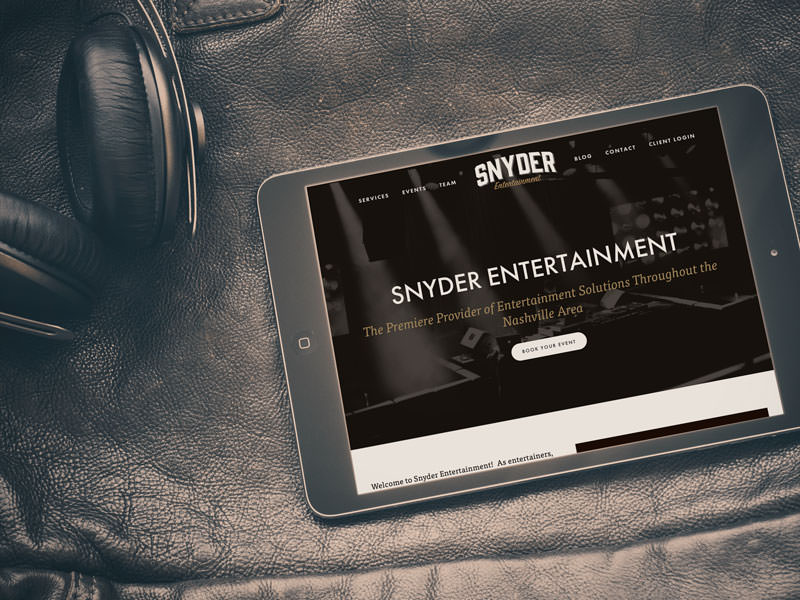 SERVICES EVENTS TEAM SNYDER Entertainment BLOG CONTACT CLIENT LOGIN
SNYDER ENTERTAINMENT
The Premiere Provider of Entertainment Solutions Throughout the
Nashville Area
BOOK YOUR EVENT
Welcome to Snyder Entertainment! As entertainers,